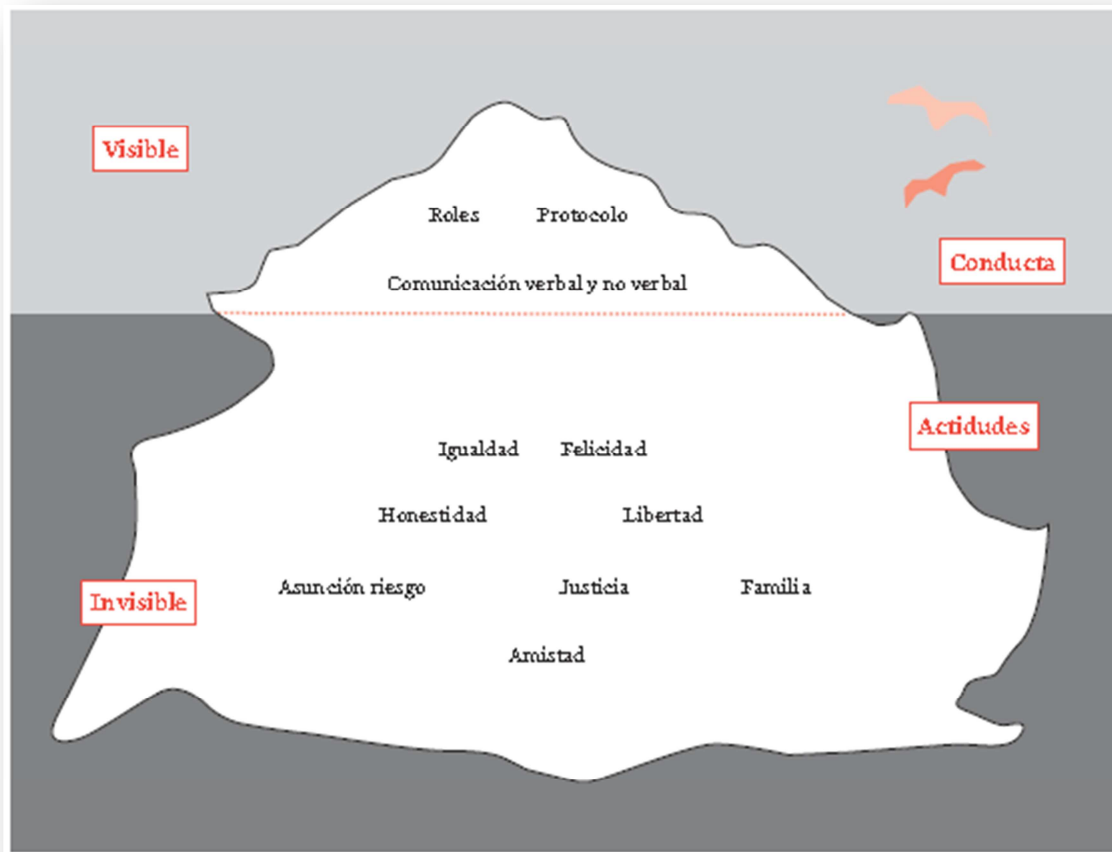 Visible
Roles Protocolo
Conducta
Comunicación verbal y no verbal
Actidudes
Igualdad Felicidad
Honestidad Libertad
Asunción riesgo Justicia Familia
Invisible
Amistad